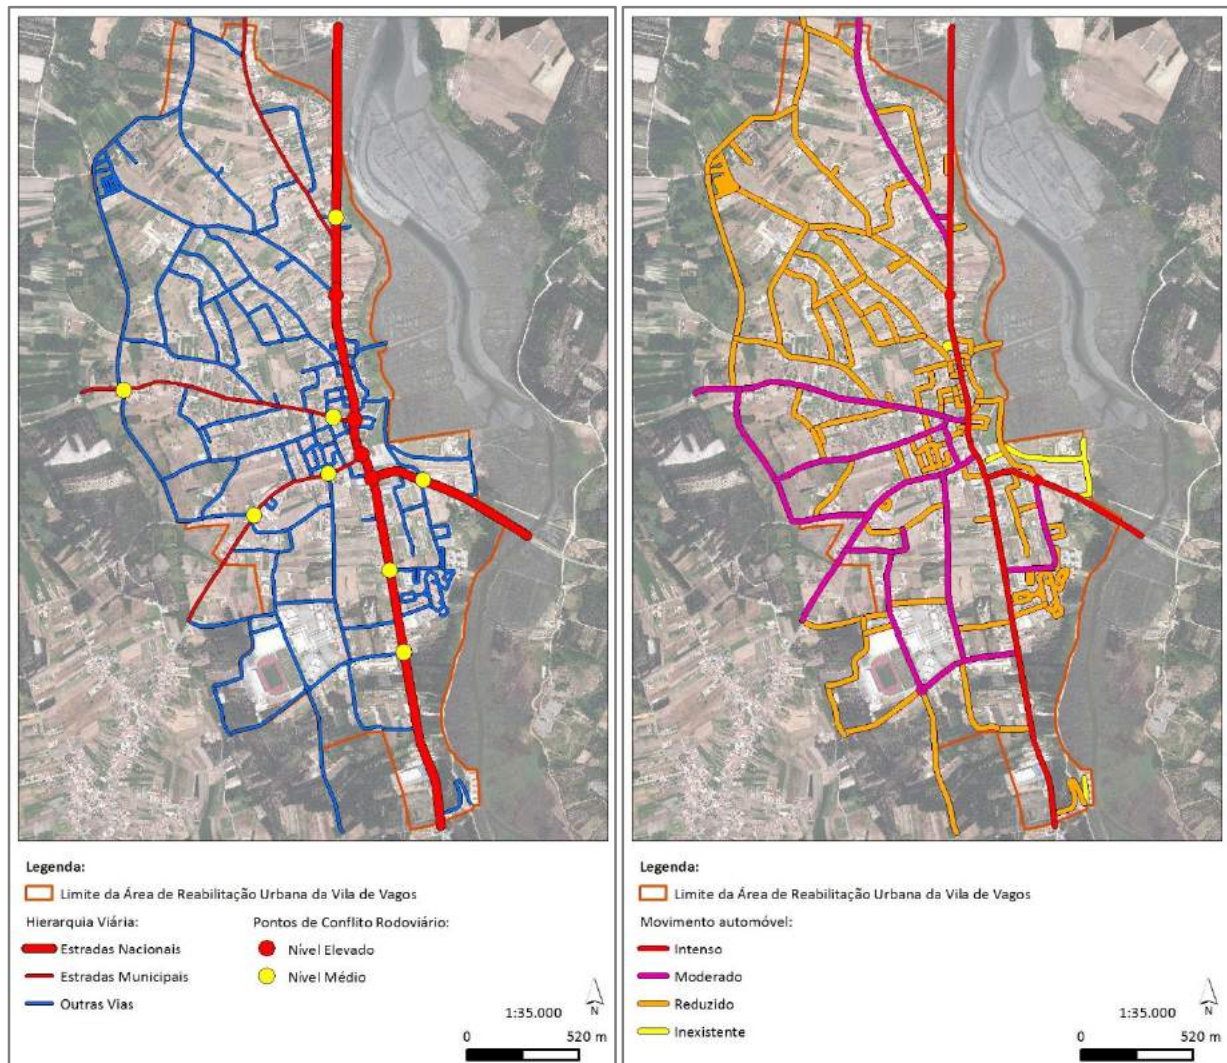 Legenda:
Limite da Área de Reabilitação Urbana da Vila de Vagos
Hierarquia Viária:
Estradas Nacionais
Estradas Municipais
Outras Vias
Pontos de Conflito Rodoviário:
Nível Elevado
Nível Médio
N
1:35.000
0 520 m
Legenda:
Limite da Área de Reabilitação Urbana da Vila de Vagos
Movimento automóvel:
Intenso
Moderado
Reduzido
Inexistente
N
1:35.000
0 520 m